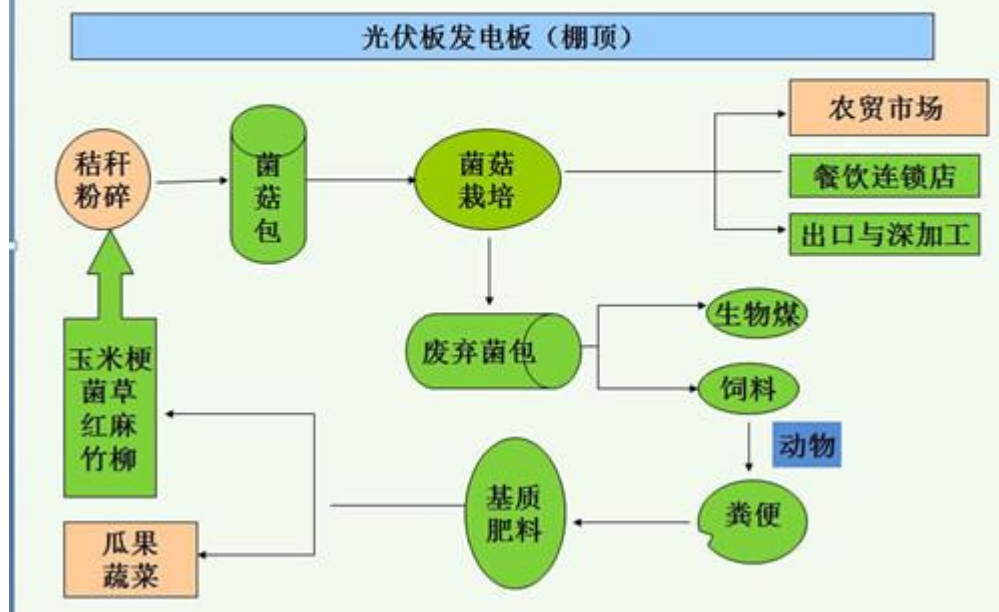 光伏板发电板（棚顶）
秸秆
粉碎
菌
菇
包
菌菇
栽培
农贸市场
餐饮连锁店
出口与深加工
废弃菌包
生物煤
饲料
动物
粪便
基质
肥料
玉米梗
菌草
红麻
竹柳
瓜果
蔬菜